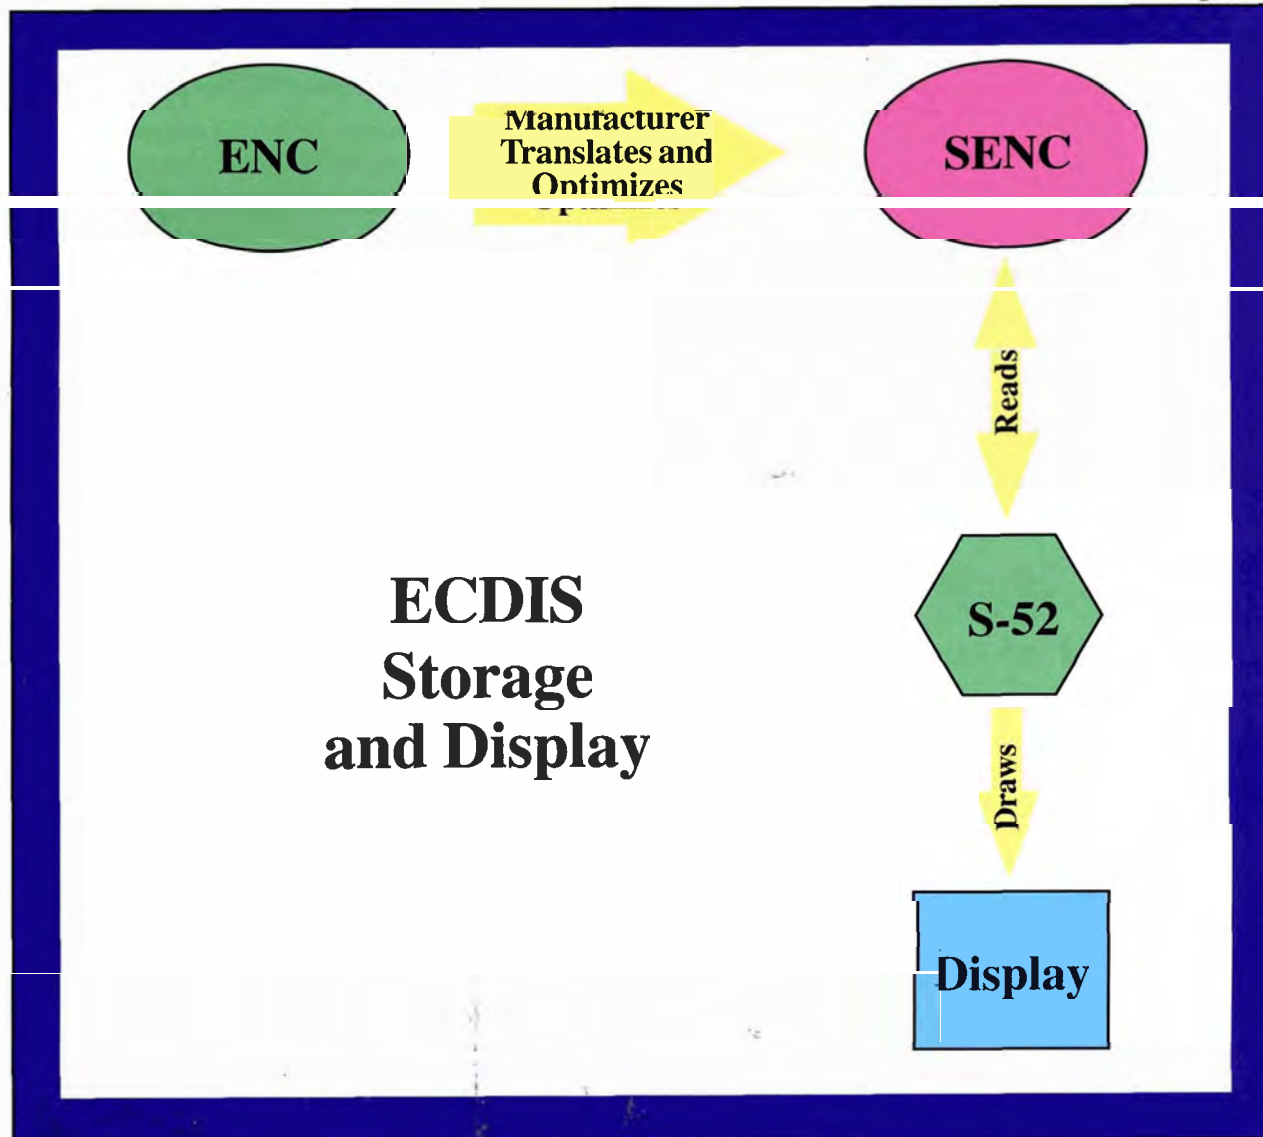 ENC
Manufacturer
Translates and
Optimizes
SENC
Reads
S-52
ECDIS
Storage
and Display
Draws
Display